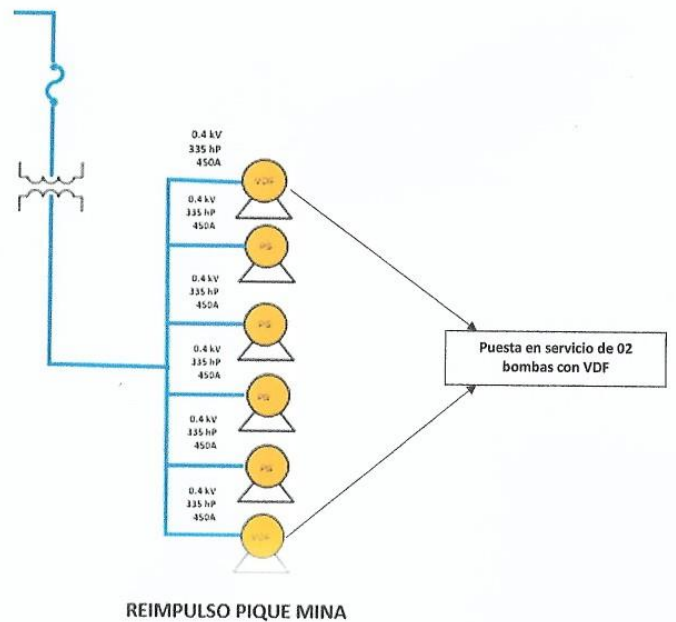 0.4 kV
335 hP
450A
VDF
0.4 kV
335 hP
450A
PS
0.4 kV
335 hP
450A
PS
0.4 kV
335 hP
450A
PS
0.4 kV
335 hP
450A
PS
0.4 kV
335 hP
450A
VDF
Puesta en servicio de 02
bombas con VDF
REIMPULSO PIQUE MINA